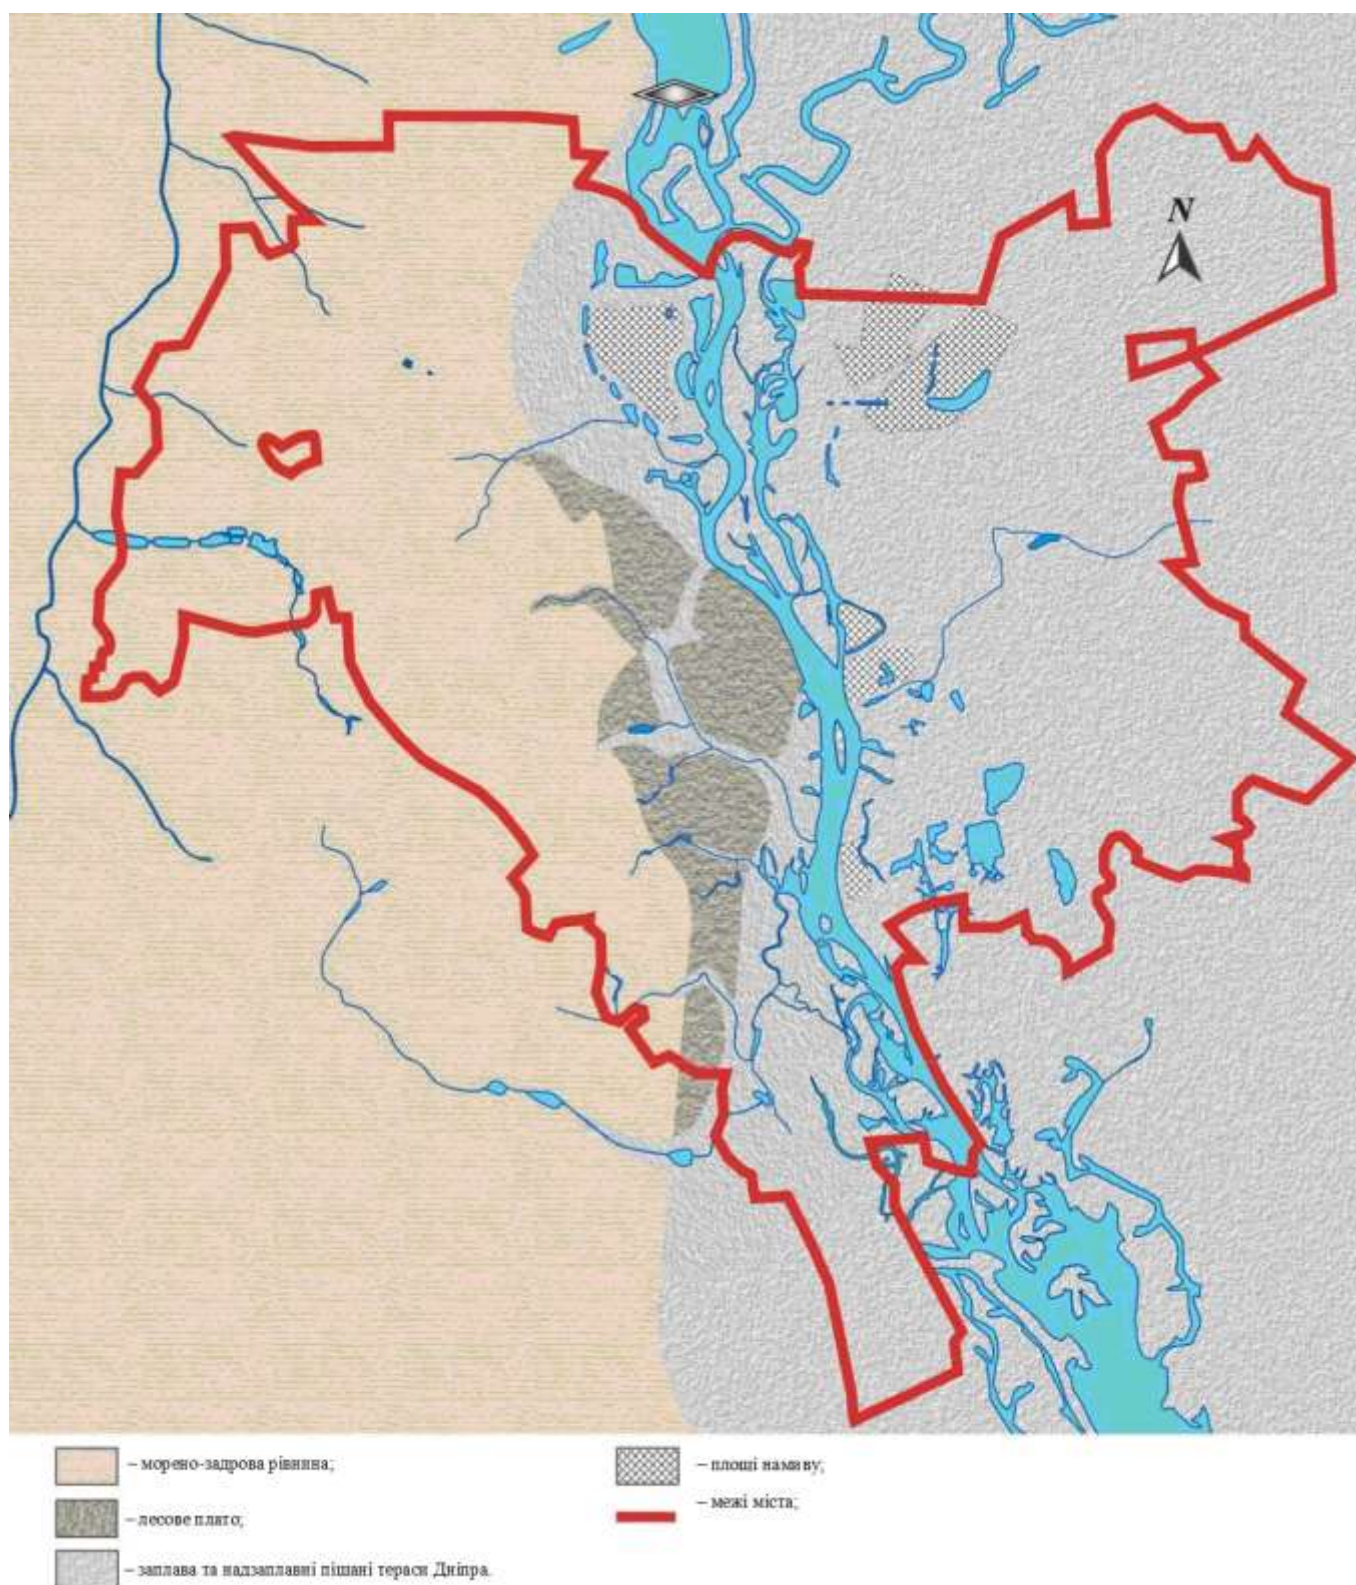 N
– морено-задрова рівнина;
– лесове плато;
– заплава та надзаплавні піщані тераси Дніпра.
– площі намиву;
– межі міста;